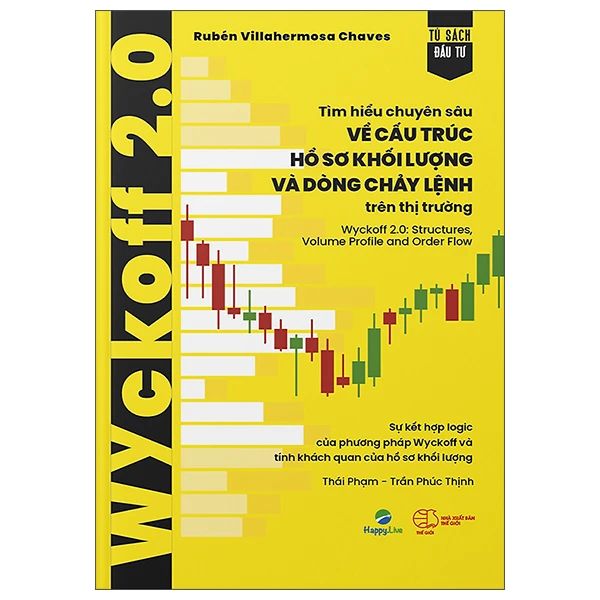 Rubén Villahermosa Chaves
TỦ SÁCH
ĐẦU TƯ
Wyckoff 2.0
Tìm hiểu chuyên sâu
VỀ CẤU TRÚC
HỒ SƠ KHỐI LƯỢNG
VÀ DÒNG CHẢY LỆNH
trên thị trường
Wyckoff 2.0: Structures,
Volume Profile and Order Flow
Sự kết hợp logic
của phương pháp Wyckoff và
tính khách quan của hồ sơ khối lượng
Thái Phạm - Trần Phúc Thịnh
Happy.Live
THẾ GIỚI
NHÀ XUẤT BẢN
THẾ GIỚI